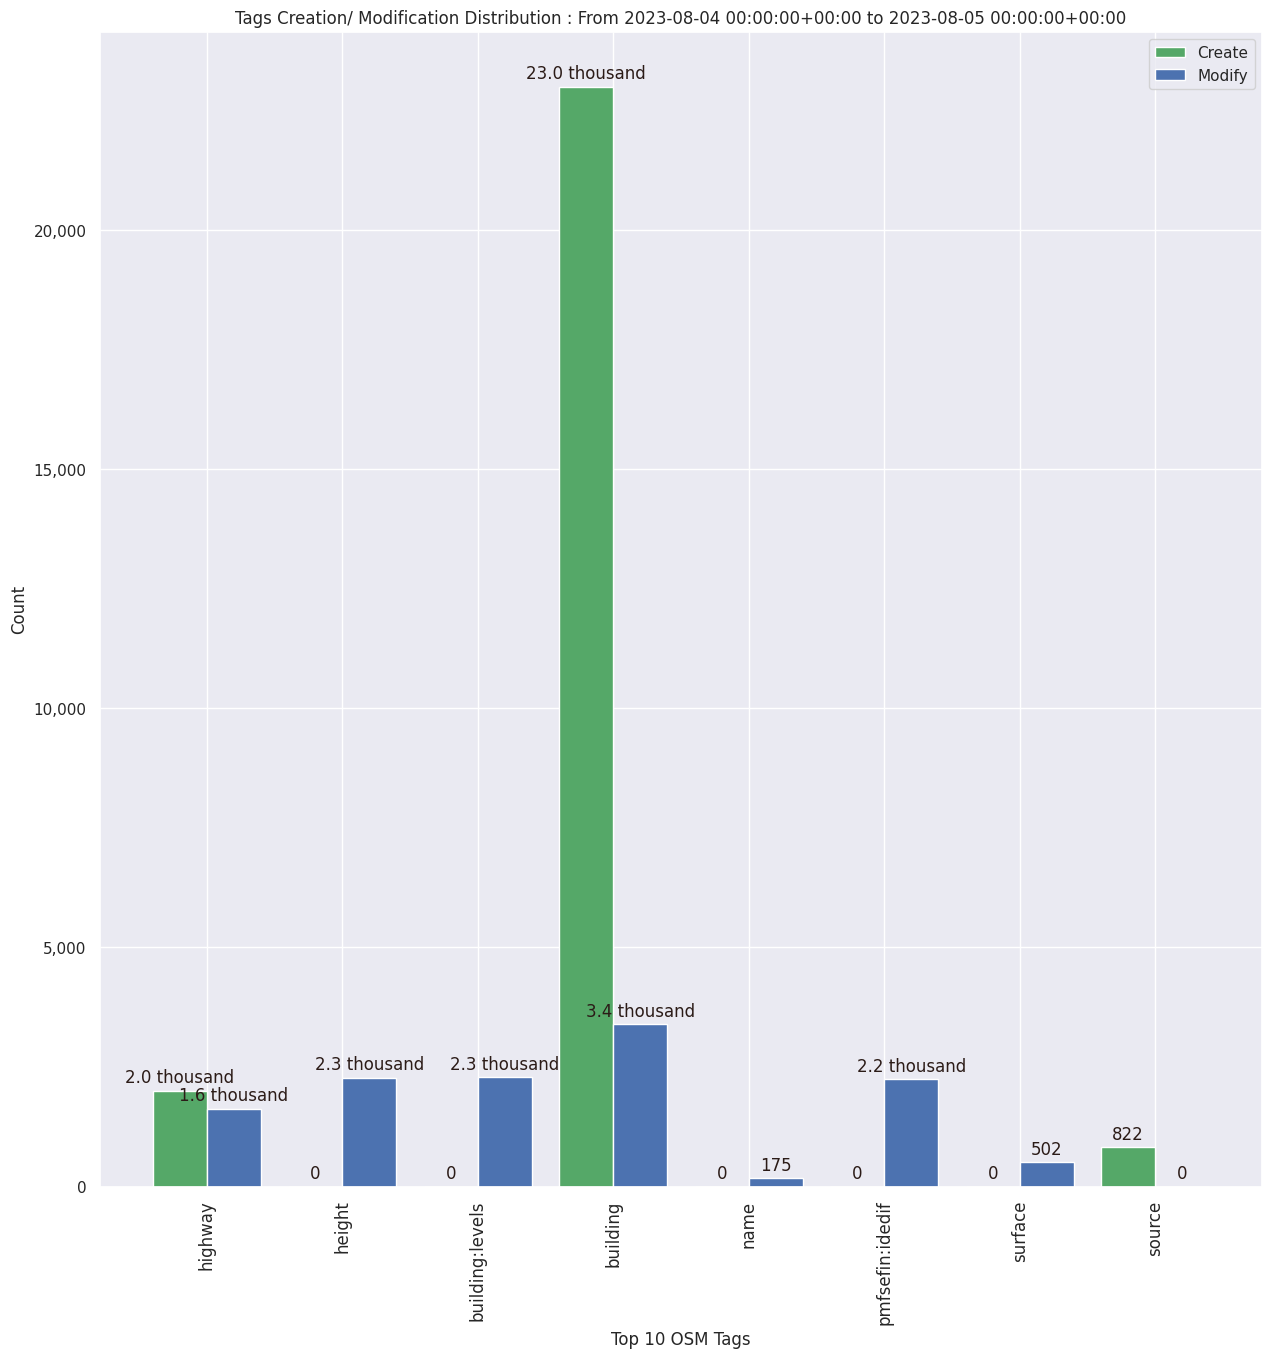 Tags Creation/ Modification Distribution : From 2023-08-04 00:00:00+00:00 to 2023-08-05 00:00:00+00:00
Create
Modify
23.0 thousand
20,000
15,000
10,000
5,000
0
Count
2.0 thousand
1.6 thousand
0
2.3 thousand
0
2.3 thousand
3.4 thousand
0
175
0
2.2 thousand
0
502
822
0
highway
height
building:levels
building
name
pmfsefin:idedif
surface
source
Top 10 OSM Tags